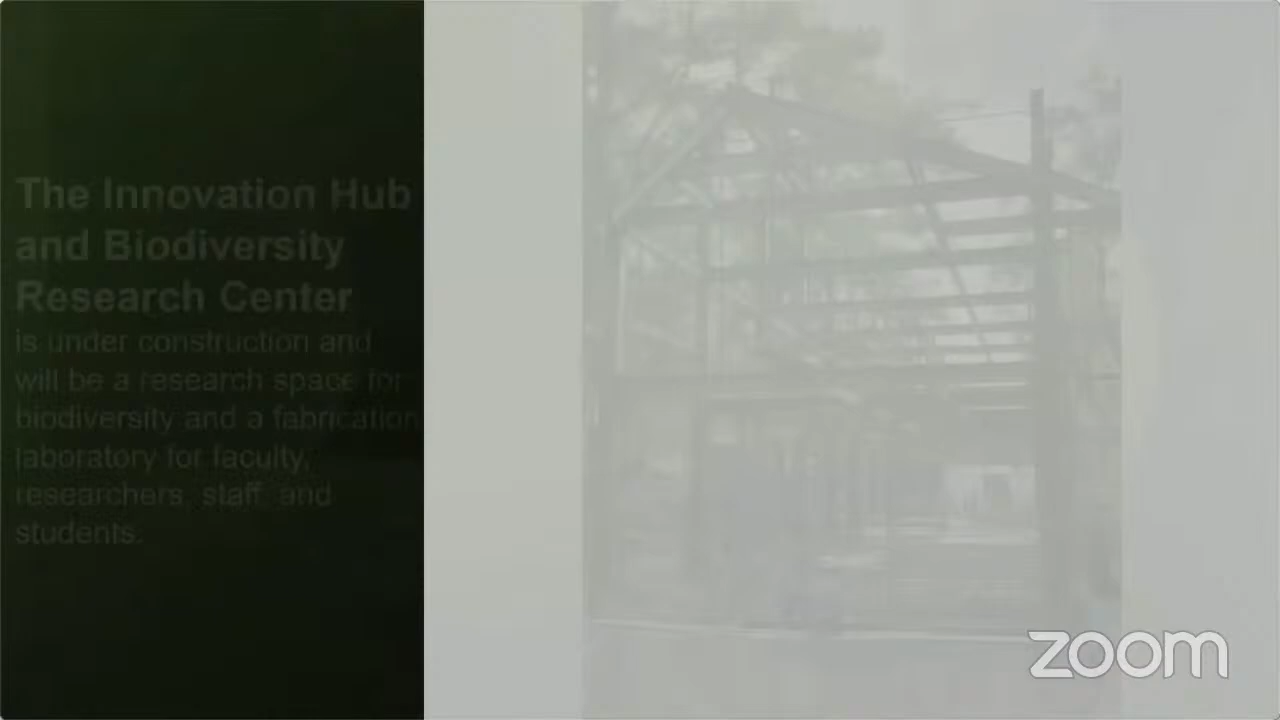 The Innovation Hub
and Biodiversity
Research Center
is under construction and
will be a research space for
biodiversity and a fabrication
laboratory for faculty,
researchers, staff, and
students.
zoom